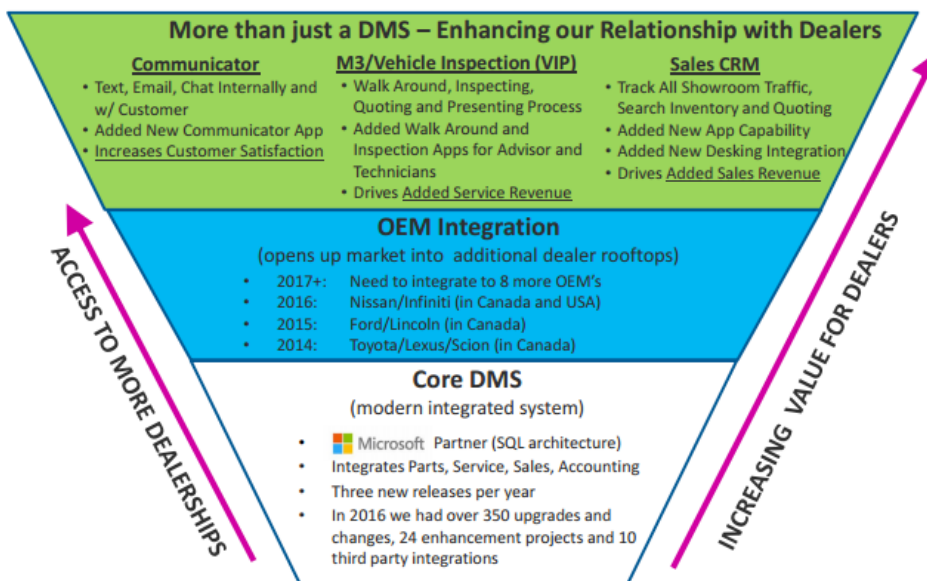 More than just a DMS – Enhancing our Relationship with Dealers
Communicator
• Text, Email, Chat Internally and
w/ Customer
• Added New Communicator App
• Increases Customer Satisfaction
M3/Vehicle Inspection (VIP)
• Walk Around, Inspecting,
Quoting and Presenting Process
• Added Walk Around and
Inspection Apps for Advisor and
Technicians
• Drives Added Service Revenue
Sales CRM
• Track All Showroom Traffic,
Search Inventory and Quoting
• Added New App Capability
• Added New Desking Integration
• Drives Added Sales Revenue
OEM Integration
(opens up market into additional dealer rooftops)
• 2017+: Need to integrate to 8 more OEM's
• 2016: Nissan/Infiniti (in Canada and USA)
• 2015: Ford/Lincoln (in Canada)
• 2014: Toyota/Lexus/Scion (in Canada)
Core DMS
(modern integrated system)
• Microsoft Partner (SQL architecture)
• Integrates Parts, Service, Sales, Accounting
• Three new releases per year
• In 2016 we had over 350 upgrades and
changes, 24 enhancement projects and 10
third party integrations
ACCESS TO MORE DEALERSHIPS
INCREASING VALUE FOR DEALERS